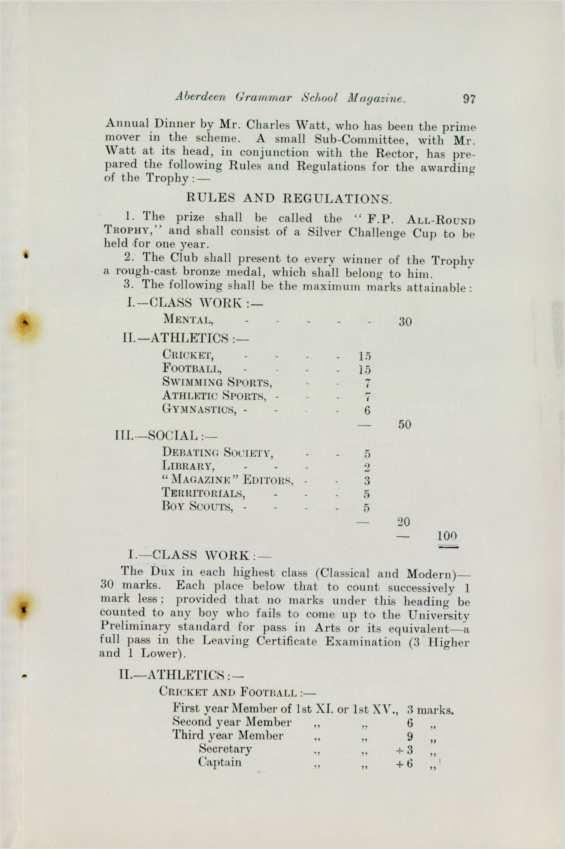 Aberdeen Grammar School Magazine. 97
Annual Dinner by Mr. Charles Watt, who has been the prime
mover in the scheme. A small Sub-Committee, with Mr.
Watt at its head, in conjunction with the Rector, has pre-
pared the following Rules and Regulations for the awarding
of the Trophy:—
RULES AND REGULATIONS.
1. The prize shall be called the "F.P. All-Round
Trophy," and shall consist of a Silver Challenge Cup to be
held for one year.
2. The Club shall present to every winner of the Trophy
a rough-cast bronze medal, which shall belong to him.
3. The following shall be the maximum marks attainable:
I.—CLASS WORK:—
Mental, - - - - - 30
II.—ATHLETICS:—
Cricket, - - - - 15
Football, - - - - 15
Swimming Sports, - - 7
Athletic Sports, - - - 7
Gymnastics, - - - - 6
— 50
III.—SOCIAL:—
Debating Society, - - 5
Library, - - - 2
"Magazine" Editors, - - 3
Territorials, - - - 5
Boy Scouts, - - - - 5
— 20
— 100
I.—CLASS WORK:—
The Dux in each highest class (Classical and Modern)—
30 marks. Each place below that to count successively 1
mark less; provided that no marks under this heading be
counted to any boy who fails to come up to the University
Preliminary standard for pass in Arts or its equivalent—a
full pass in the Leaving Certificate Examination (3 Higher
and 1 Lower).
II.—ATHLETICS:—
Cricket and Football:—
First year Member of 1st XI. or 1st XV., 3 marks.
Second year Member ,, ,, 6 ,,
Third year Member ,, ,, 9 ,,
Secretary ,, ,, +3 ,,
Captain ,, ,, +6 ,,